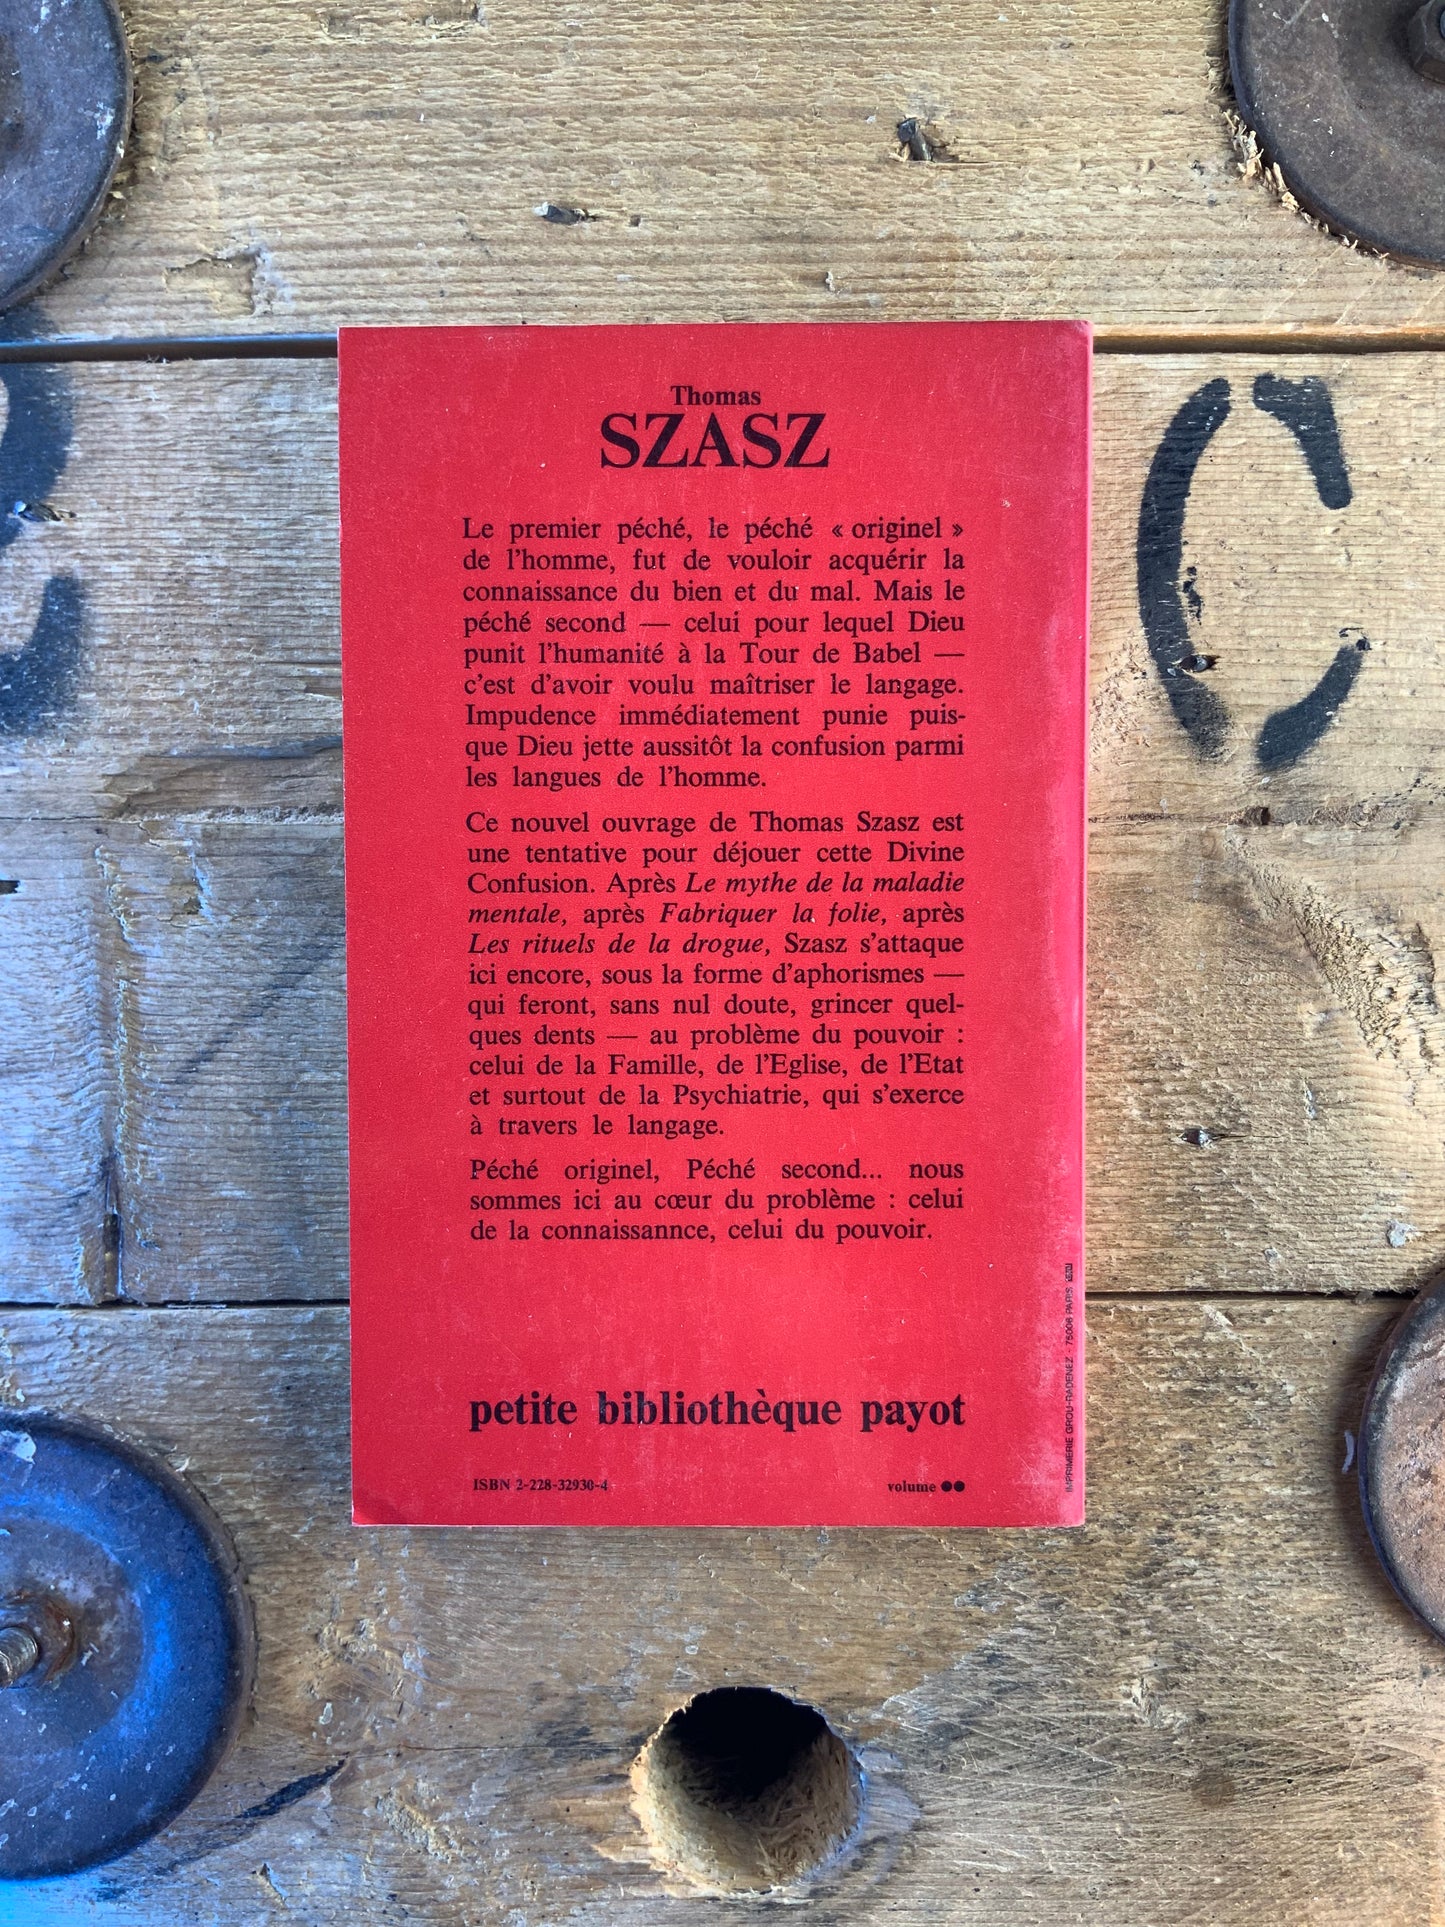 Thomas
SZASZ
Le premier péché, le péché « originel »
de l'homme, fut de vouloir acquérir la
connaissance du bien et du mal. Mais le
péché second — celui pour lequel Dieu
punit l'humanité à la Tour de Babel —
c'est d'avoir voulu maîtriser le langage.
Impudence immédiatement punie puis-
que Dieu jette aussitôt la confusion parmi
les langues de l'homme.
Ce nouvel ouvrage de Thomas Szasz est
une tentative pour déjouer cette Divine
Confusion. Après Le mythe de la maladie
mentale, après Fabriquer la folie, après
Les rituels de la drogue, Szasz s'attaque
ici encore, sous la forme d'aphorismes —
qui feront, sans nul doute, grincer quel-
ques dents — au problème du pouvoir :
celui de la Famille, de l'Eglise, de l'Etat
et surtout de la Psychiatrie, qui s'exerce
à travers le langage.
Péché originel, Péché second... nous
sommes ici au cœur du problème : celui
de la connaissannce, celui du pouvoir.
petite bibliothèque payot
ISBN 2-228-32930-4
volume ●●
IMPRIMERIE GROU-RADENEZ - 75006 PARIS
C